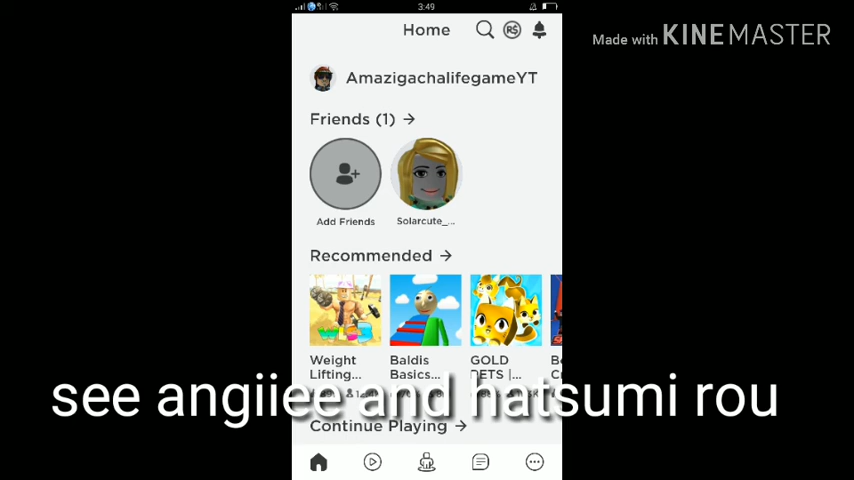 3:49
Home
Made with KINEMASTER
AmazigachalifegameYT
Friends (1) →
Add Friends
Solarcute_...
Recommended →
Weight Lifting...
Baldis Basics...
GOLD PETS |...
see angiiee and hatsumi rou
Continue Playing →